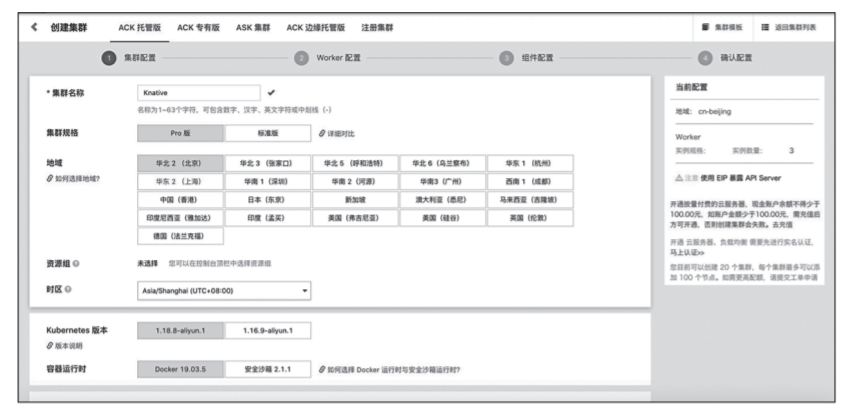 创建集群 ACK 托管版 ACK 专有版 ASK 集群 ACK 边缘托管版 注册集群 集群模板 返回集群列表
1 集群配置 2 Worker 配置 3 组件配置 4 确认配置
* 集群名称 Knative
名称为1~63个字符，可包含数字、汉字、英文字符或中划线 (-)
集群规格 Pro 版 标准版 详细对比
地域 华北 2 （北京） 华北 3 （张家口） 华北 5 （呼和浩特） 华北 6（乌兰察布） 华东 1 （杭州）
如何选择地域? 华东 2 （上海） 华南 1 （深圳） 华南 2（河源） 华南3（广州） 西南 1 （成都）
中国（香港） 日本（东京） 新加坡 澳大利亚（悉尼） 马来西亚（吉隆坡）
印度尼西亚（雅加达） 印度（孟买） 美国（弗吉尼亚） 美国（硅谷） 英国（伦敦）
德国（法兰克福）
资源组 未选择 您可以在控制台顶栏中选择资源组
时区 Asia/Shanghai (UTC+08:00)
Kubernetes 版本 1.18.8-aliyun.1 1.16.9-aliyun.1
版本说明
容器运行时 Docker 19.03.5 安全沙箱 2.1.1 如何选择 Docker 运行时与安全沙箱运行时?
当前配置
地域: cn-beijing
Worker
实例规格: 实例数量: 3
注意 使用 EIP 暴露 API Server
开通按量付费的云服务器，现金账户余额不得少于
100.00元，如账户金额少于100.00元，需充值后
方可开通，否则创建集群会失败。去充值
开通 云服务器、负载均衡 需要先进行实名认证，
马上认证>>
您目前可以创建 20 个集群，每个集群最多可以添
加 100 个节点。如需更高配额，请提交工单申请